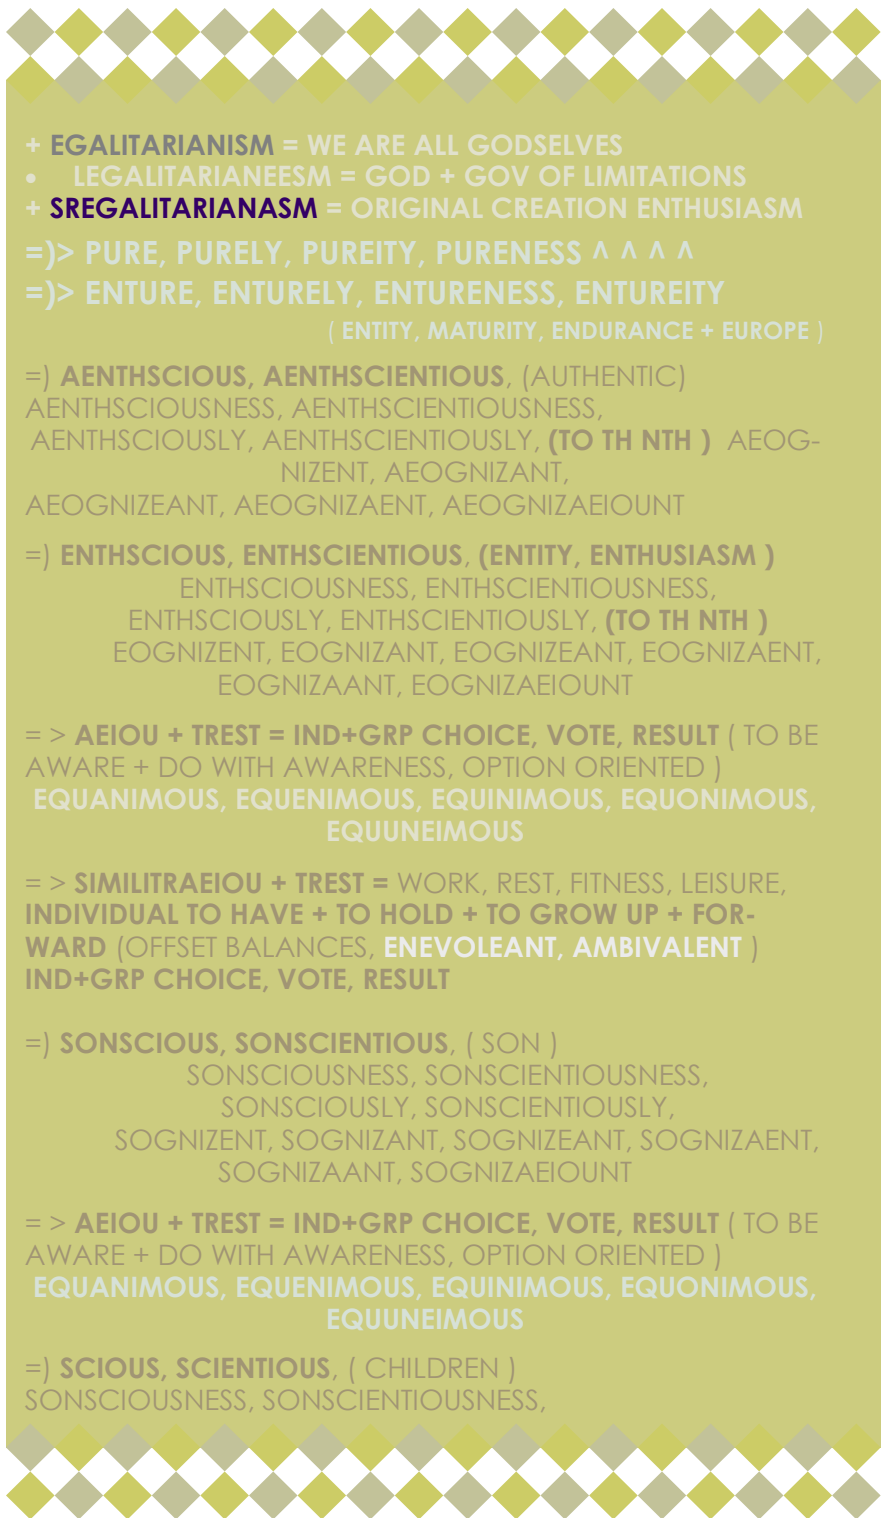 + EGALITARIANISM = WE ARE ALL GODSELVES
• LEGALITARIANEESM = GOD + GOV OF LIMITATIONS
+ SREGALITARIANASM = ORIGINAL CREATION ENTHUSIASM
=)> PURE, PURELY, PUREITY, PURENESS ^ ^ ^ ^
=)> ENTURE, ENTURELY, ENTURENESS, ENTUREITY
( ENTITY, MATURITY, ENDURANCE + EUROPE )
=) AENTHSCIOUS, AENTHSCIENTIOUS, (AUTHENTIC)
AENTHSCIOUSNESS, AENTHSCIENTIOUSNESS,
AENTHSCIOUSLY, AENTHSCIENTIOUSLY, (TO TH NTH ) AEOG-
NIZENT, AEOGNIZANT,
AEOGNIZEANT, AEOGNIZAENT, AEOGNIZAEIOUNT
=) ENTHSCIOUS, ENTHSCIENTIOUS, (ENTITY, ENTHUSIASM )
ENTHSCIOUSNESS, ENTHSCIENTIOUSNESS,
ENTHSCIOUSLY, ENTHSCIENTIOUSLY, (TO TH NTH )
EOGNIZENT, EOGNIZANT, EOGNIZEANT, EOGNIZAENT,
EOGNIZAANT, EOGNIZAEIOUNT
= > AEIOU + TREST = IND+GRP CHOICE, VOTE, RESULT ( TO BE
AWARE + DO WITH AWARENESS, OPTION ORIENTED )
EQUANIMOUS, EQUENIMOUS, EQUINIMOUS, EQUONIMOUS,
EQUUNEIMOUS
= > SIMILITRAEIOU + TREST = WORK, REST, FITNESS, LEISURE,
INDIVIDUAL TO HAVE + TO HOLD + TO GROW UP + FOR-
WARD (OFFSET BALANCES, ENEVOLEANT, AMBIVALENT )
IND+GRP CHOICE, VOTE, RESULT
=) SONSCIOUS, SONSCIENTIOUS, ( SON )
SONSCIOUSNESS, SONSCIENTIOUSNESS,
SONSCIOUSLY, SONSCIENTIOUSLY,
SOGNIZENT, SOGNIZANT, SOGNIZEANT, SOGNIZAENT,
SOGNIZAANT, SOGNIZAEIOUNT
= > AEIOU + TREST = IND+GRP CHOICE, VOTE, RESULT ( TO BE
AWARE + DO WITH AWARENESS, OPTION ORIENTED )
EQUANIMOUS, EQUENIMOUS, EQUINIMOUS, EQUONIMOUS,
EQUUNEIMOUS
=) SCIOUS, SCIENTIOUS, ( CHILDREN )
SONSCIOUSNESS, SONSCIENTIOUSNESS,